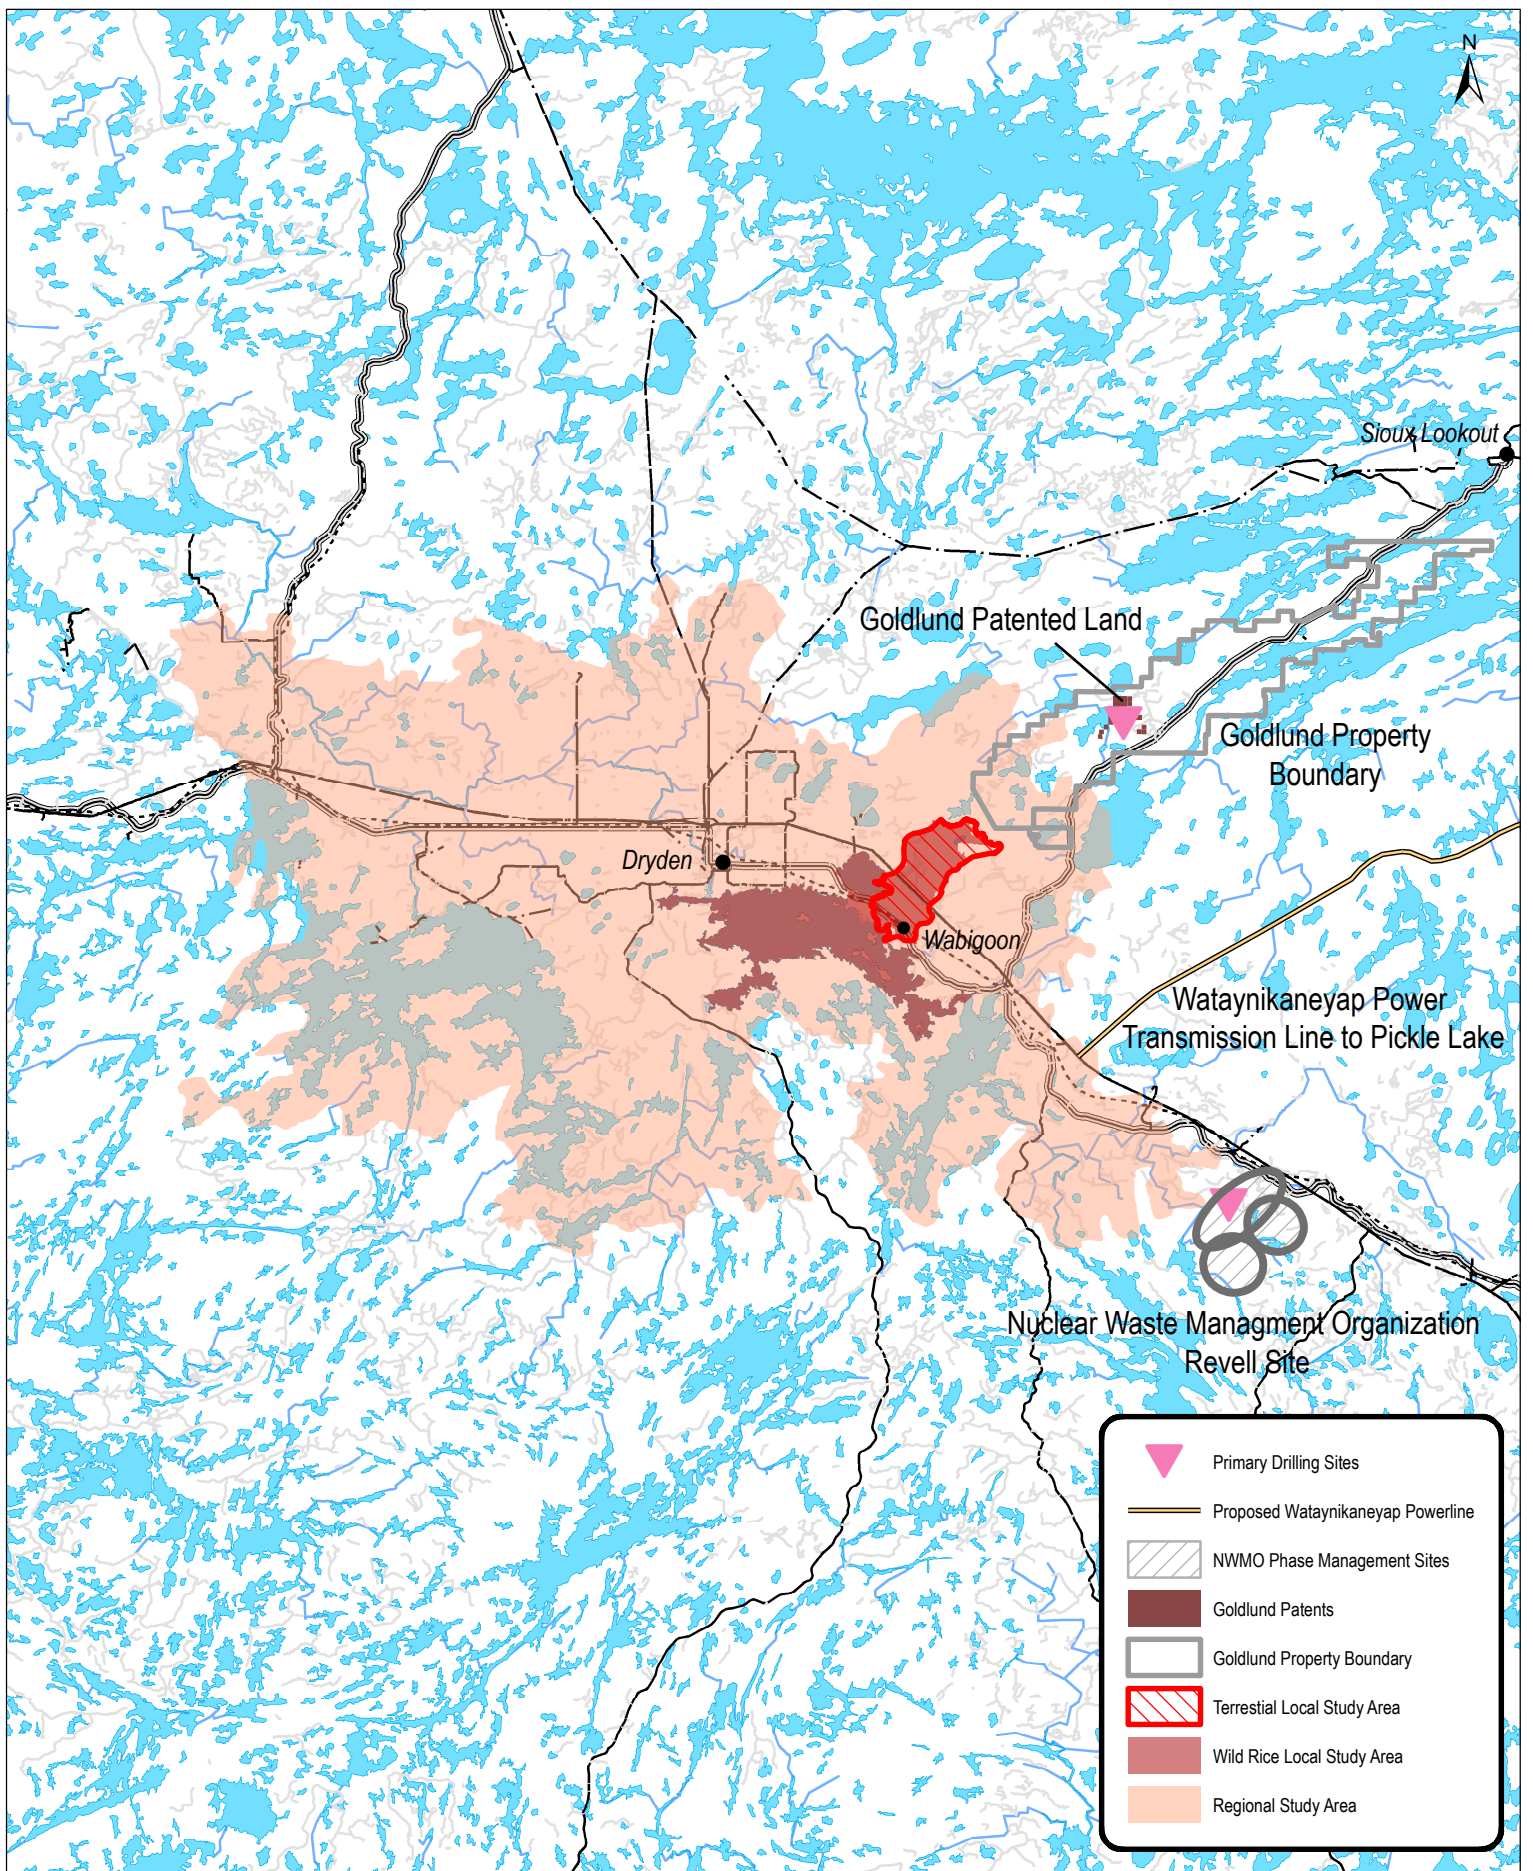 N
Sioux Lookout
Goldlund Patented Land
Goldlund Property
Boundary
Dryden
Wabigoon
Wataynikaneyap Power
Transmission Line to Pickle Lake
Nuclear Waste Managment Organization
Revell Site
Primary Drilling Sites
Proposed Wataynikaneyap Powerline
NWMO Phase Management Sites
Goldlund Patents
Goldlund Property Boundary
Terrestial Local Study Area
Wild Rice Local Study Area
Regional Study Area